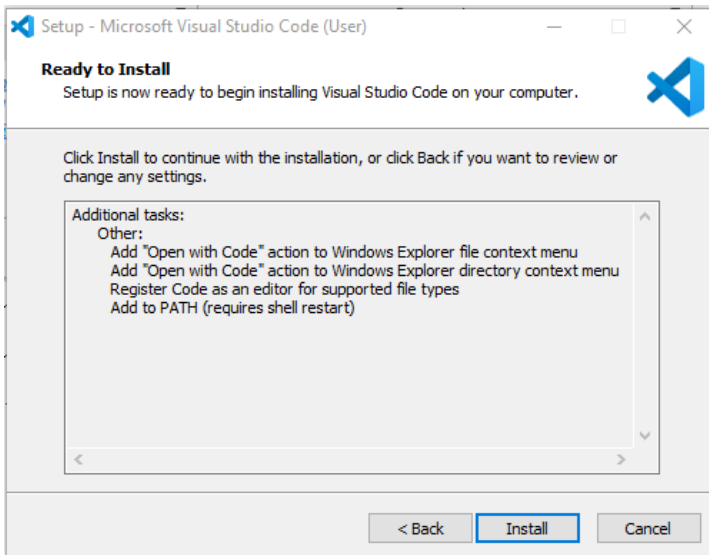 Setup - Microsoft Visual Studio Code (User)
Ready to Install
Setup is now ready to begin installing Visual Studio Code on your computer.
Click Install to continue with the installation, or click Back if you want to review or
change any settings.
Additional tasks:
Other:
Add "Open with Code" action to Windows Explorer file context menu
Add "Open with Code" action to Windows Explorer directory context menu
Register Code as an editor for supported file types
Add to PATH (requires shell restart)
< Back
Install
Cancel